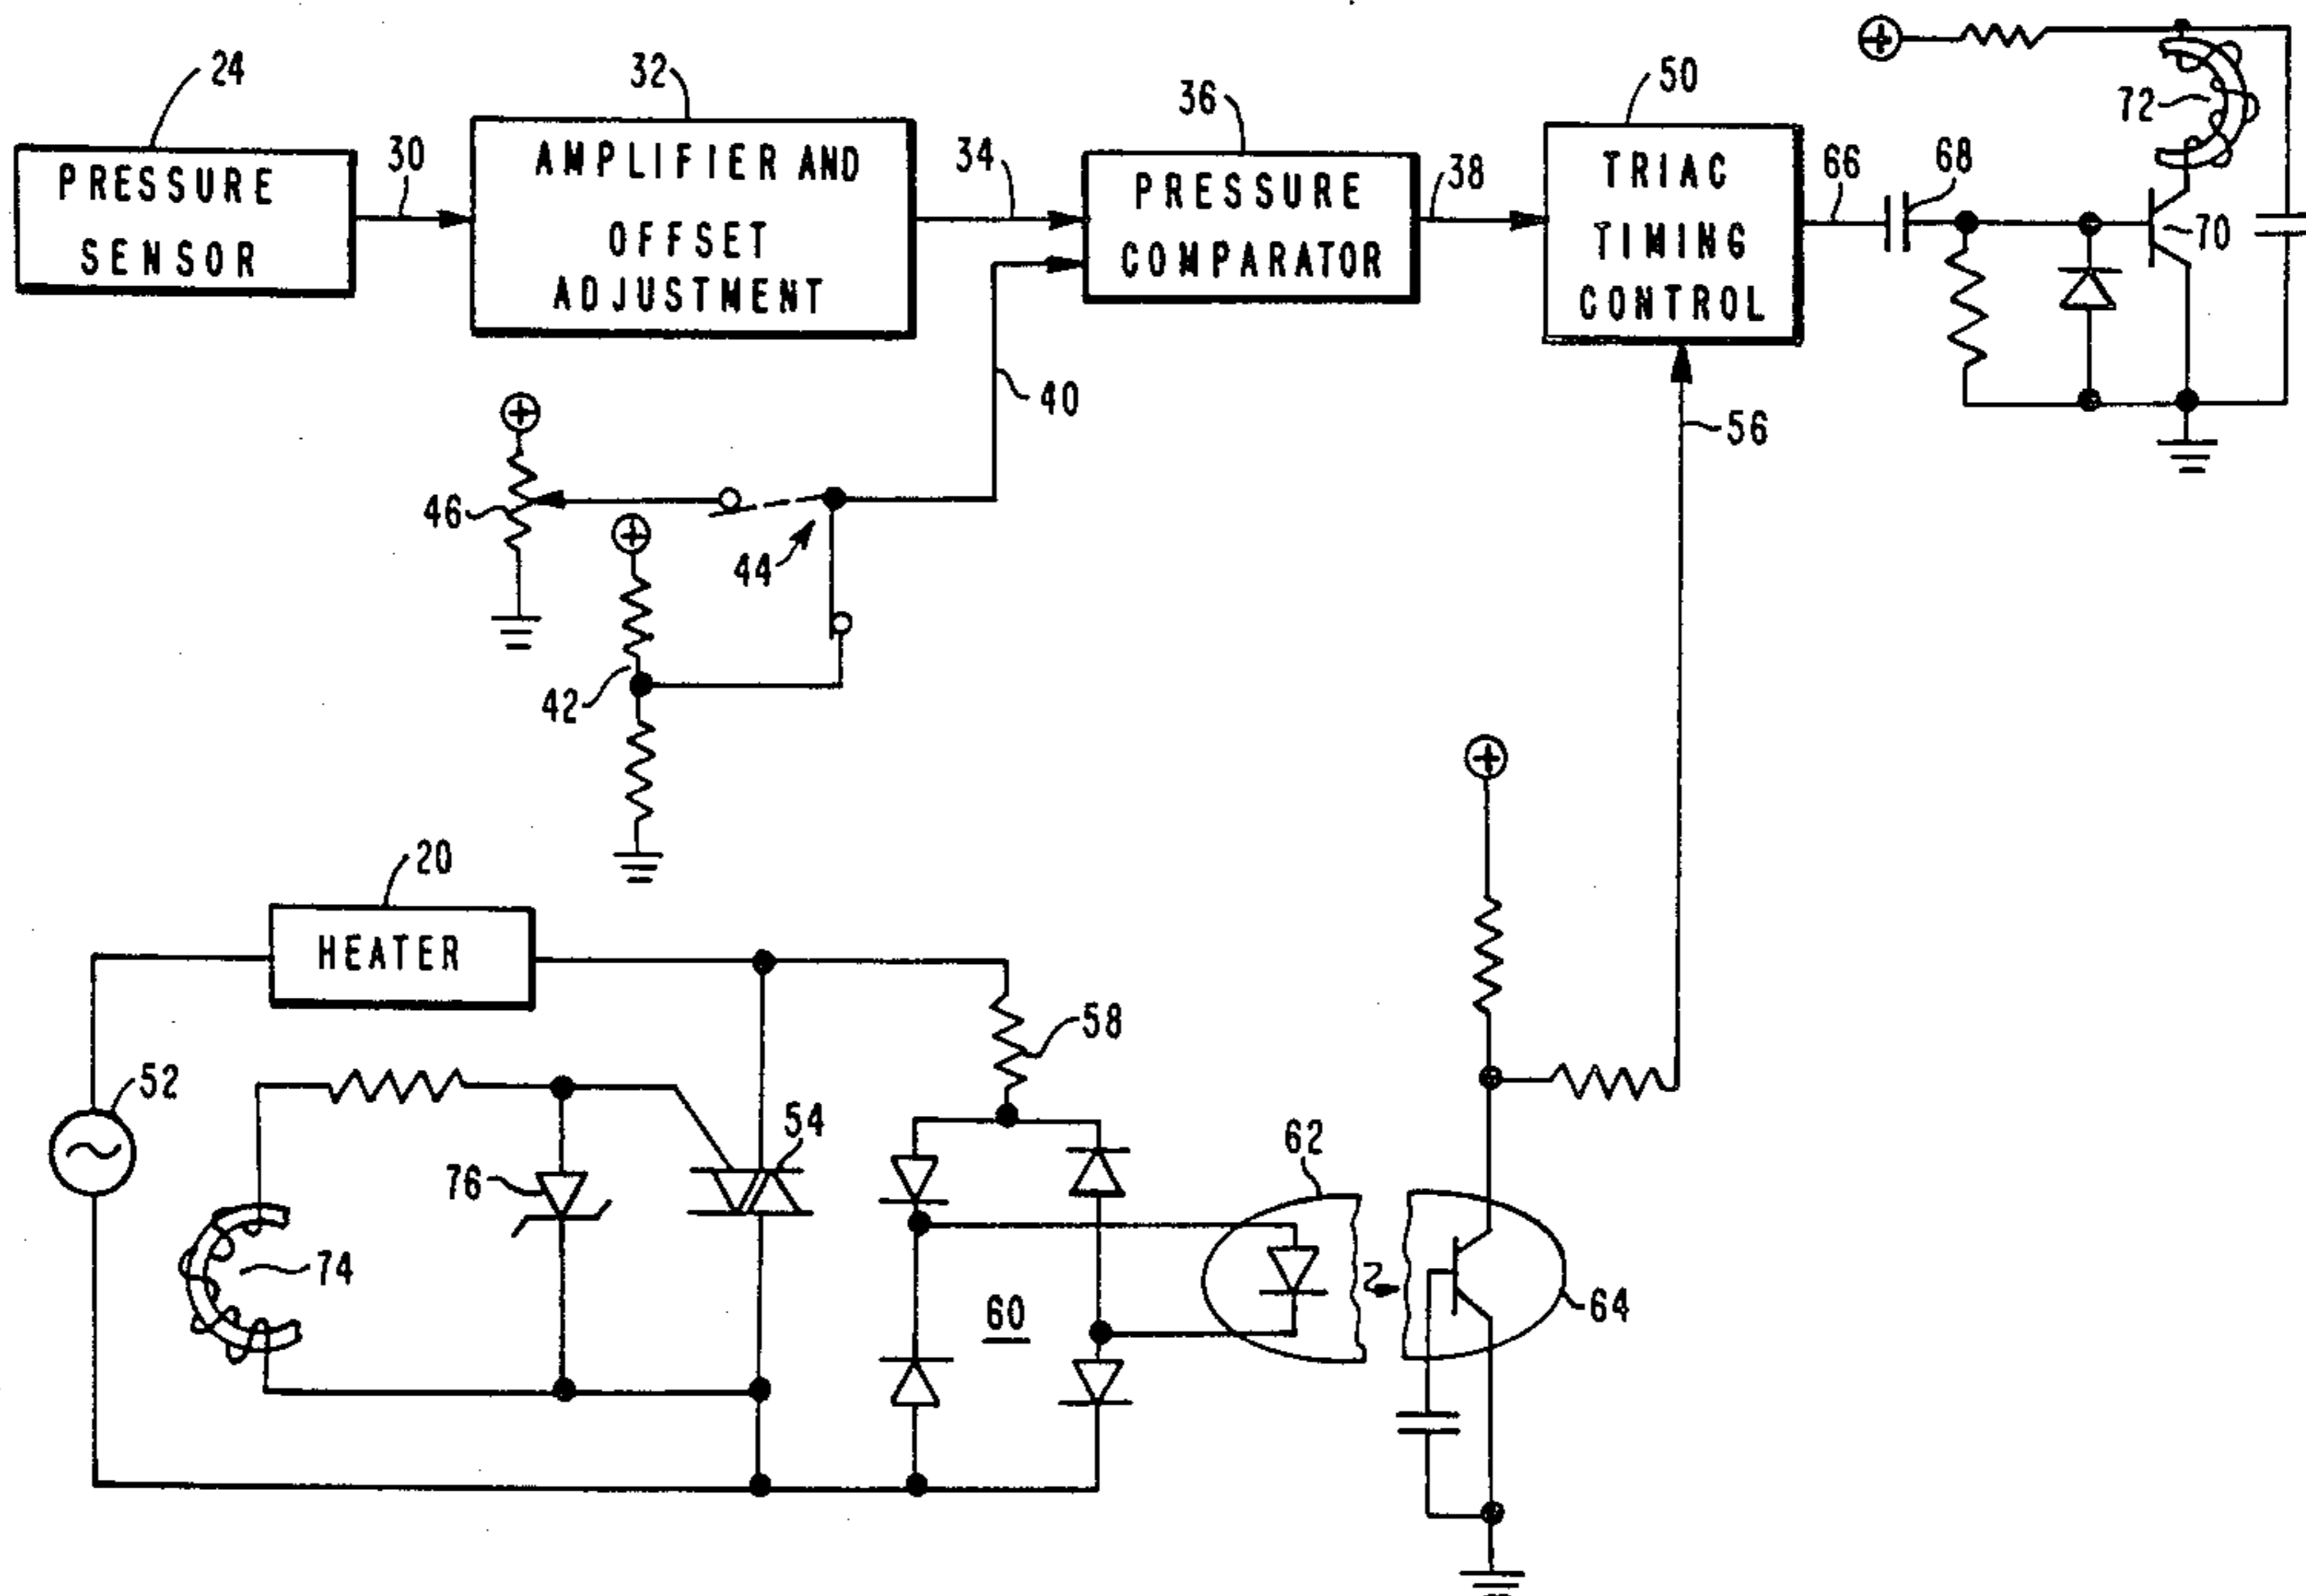 24
PRESSURE
SENSOR
30
32
AMPLIFIER AND
OFFSET
ADJUSTMENT
34
36
PRESSURE
COMPARATOR
38
50
TRIAC
TIMING
CONTROL
66
68
70
72
40
56
46
44
42
20
HEATER
52
58
54
76
74
60
62
64